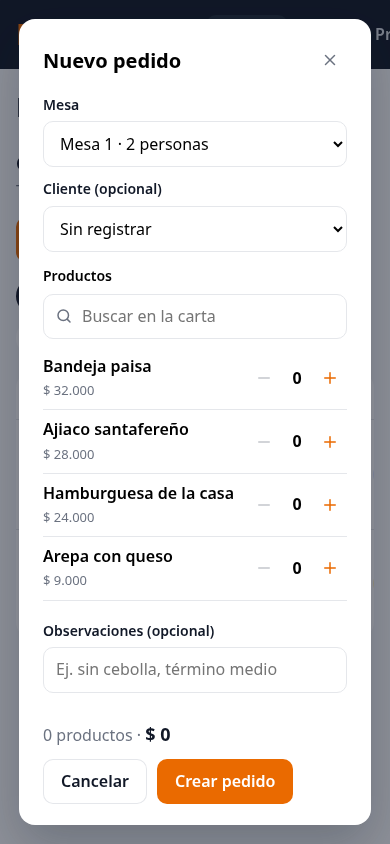 Pr
Nuevo pedido
Mesa
Mesa 1 · 2 personas
Cliente (opcional)
Sin registrar
Productos
Buscar en la carta
Bandeja paisa
$ 32.000
0
Ajiaco santafereño
$ 28.000
0
Hamburguesa de la casa
$ 24.000
0
Arepa con queso
$ 9.000
0
Observaciones (opcional)
Ej. sin cebolla, término medio
0 productos · $ 0
Cancelar
Crear pedido